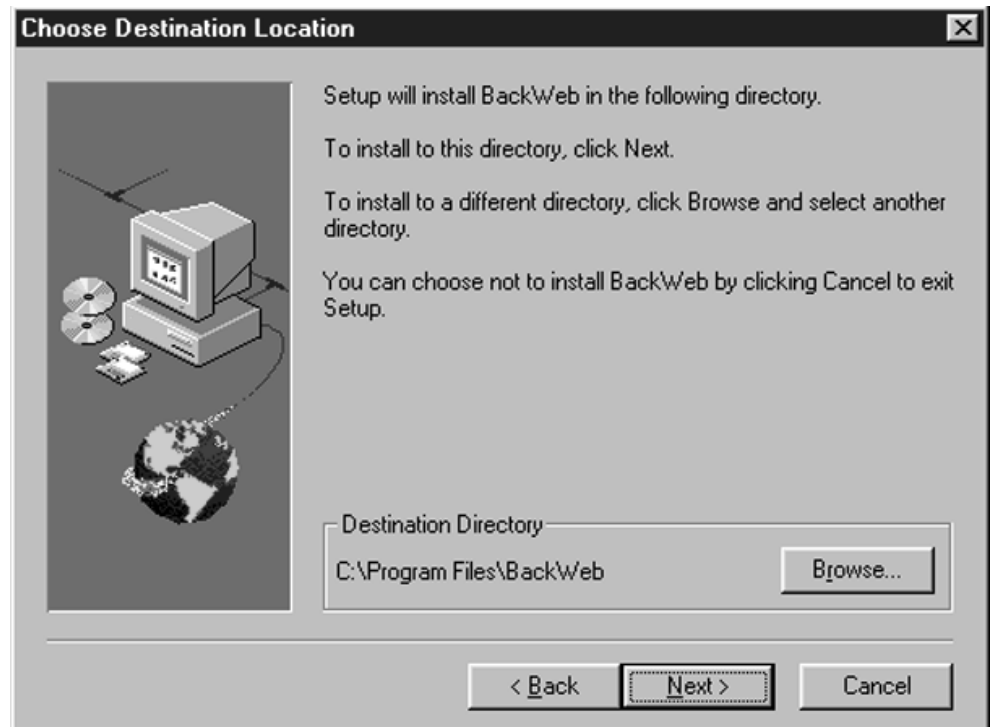 Choose Destination Location
Setup will install BackWeb in the following directory.
To install to this directory, click Next.
To install to a different directory, click Browse and select another
directory.
You can choose not to install BackWeb by clicking Cancel to exit
Setup.
Destination Directory
C:\Program Files\BackWeb
Browse...
< Back
Next >
Cancel